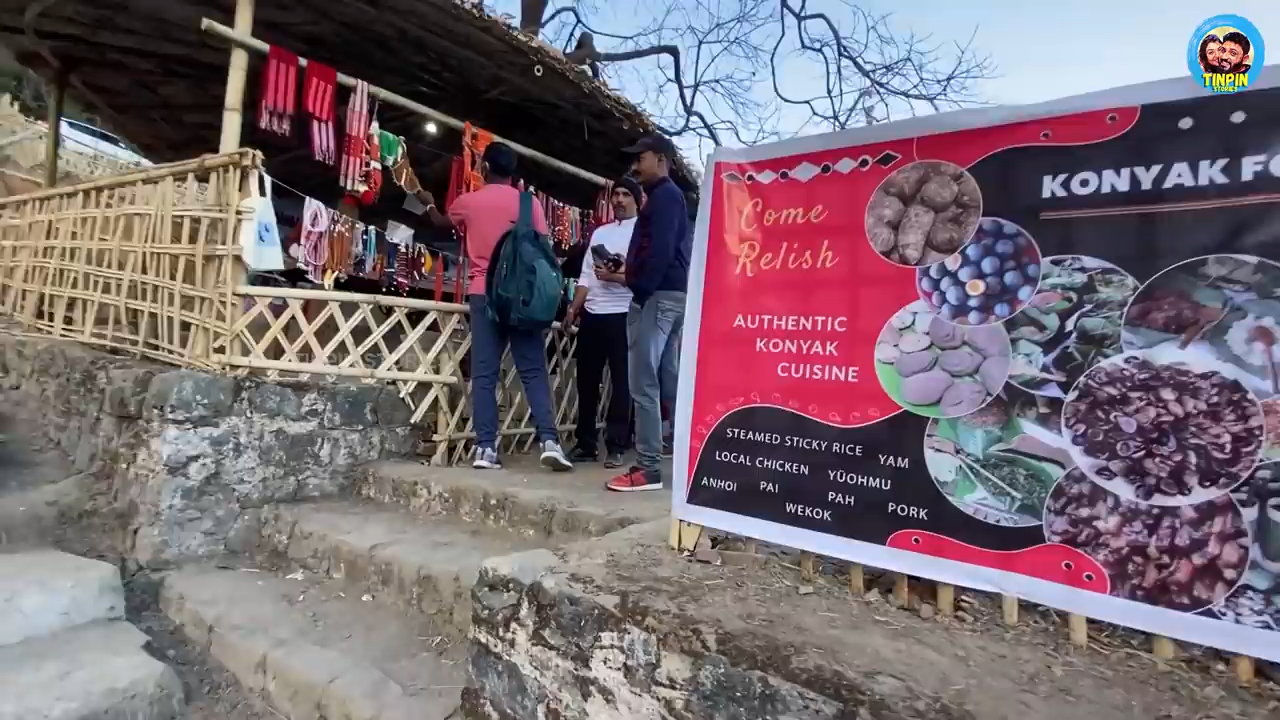 TINPIN
STORIES
KONYAK
Come
Relish
AUTHENTIC
KONYAK
CUISINE
STEAMED STICKY RICE YAM
LOCAL CHICKEN YÜOHMU
ANHOI PAI PAH PORK
WEKOK